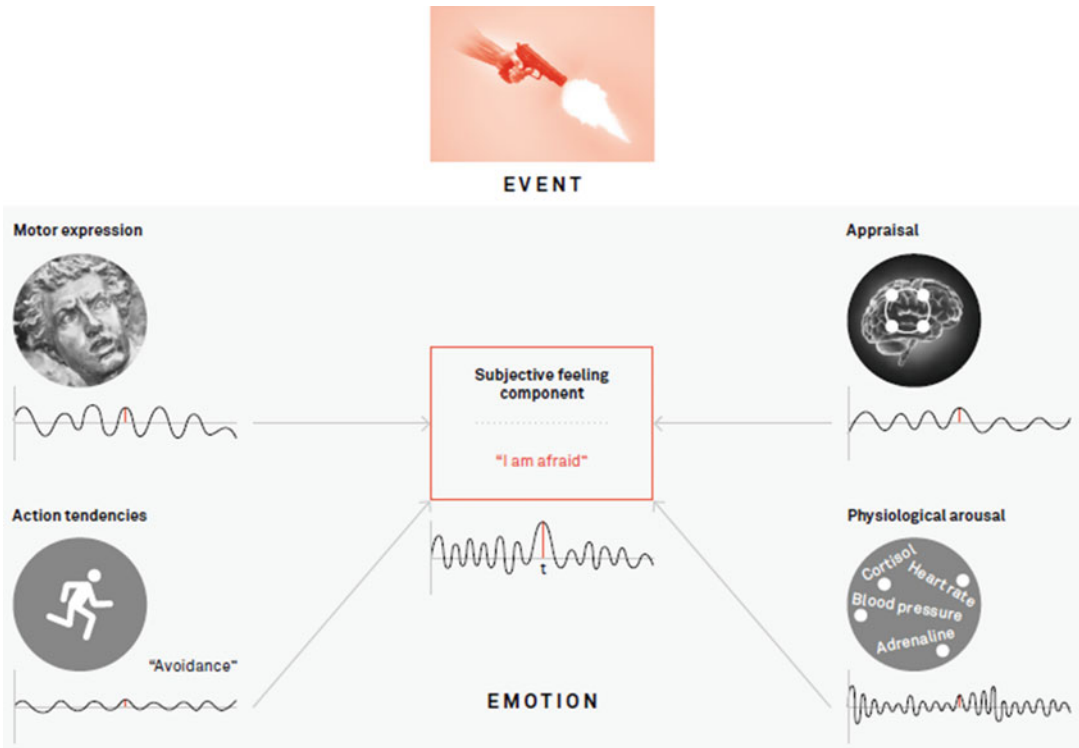 EVENT
Motor expression
Appraisal
Subjective feeling
component
"I am afraid"
Action tendencies
Physiological arousal
t
Cortisol
Heart rate
Blood pressure
Adrenaline
"Avoidance"
EMOTION